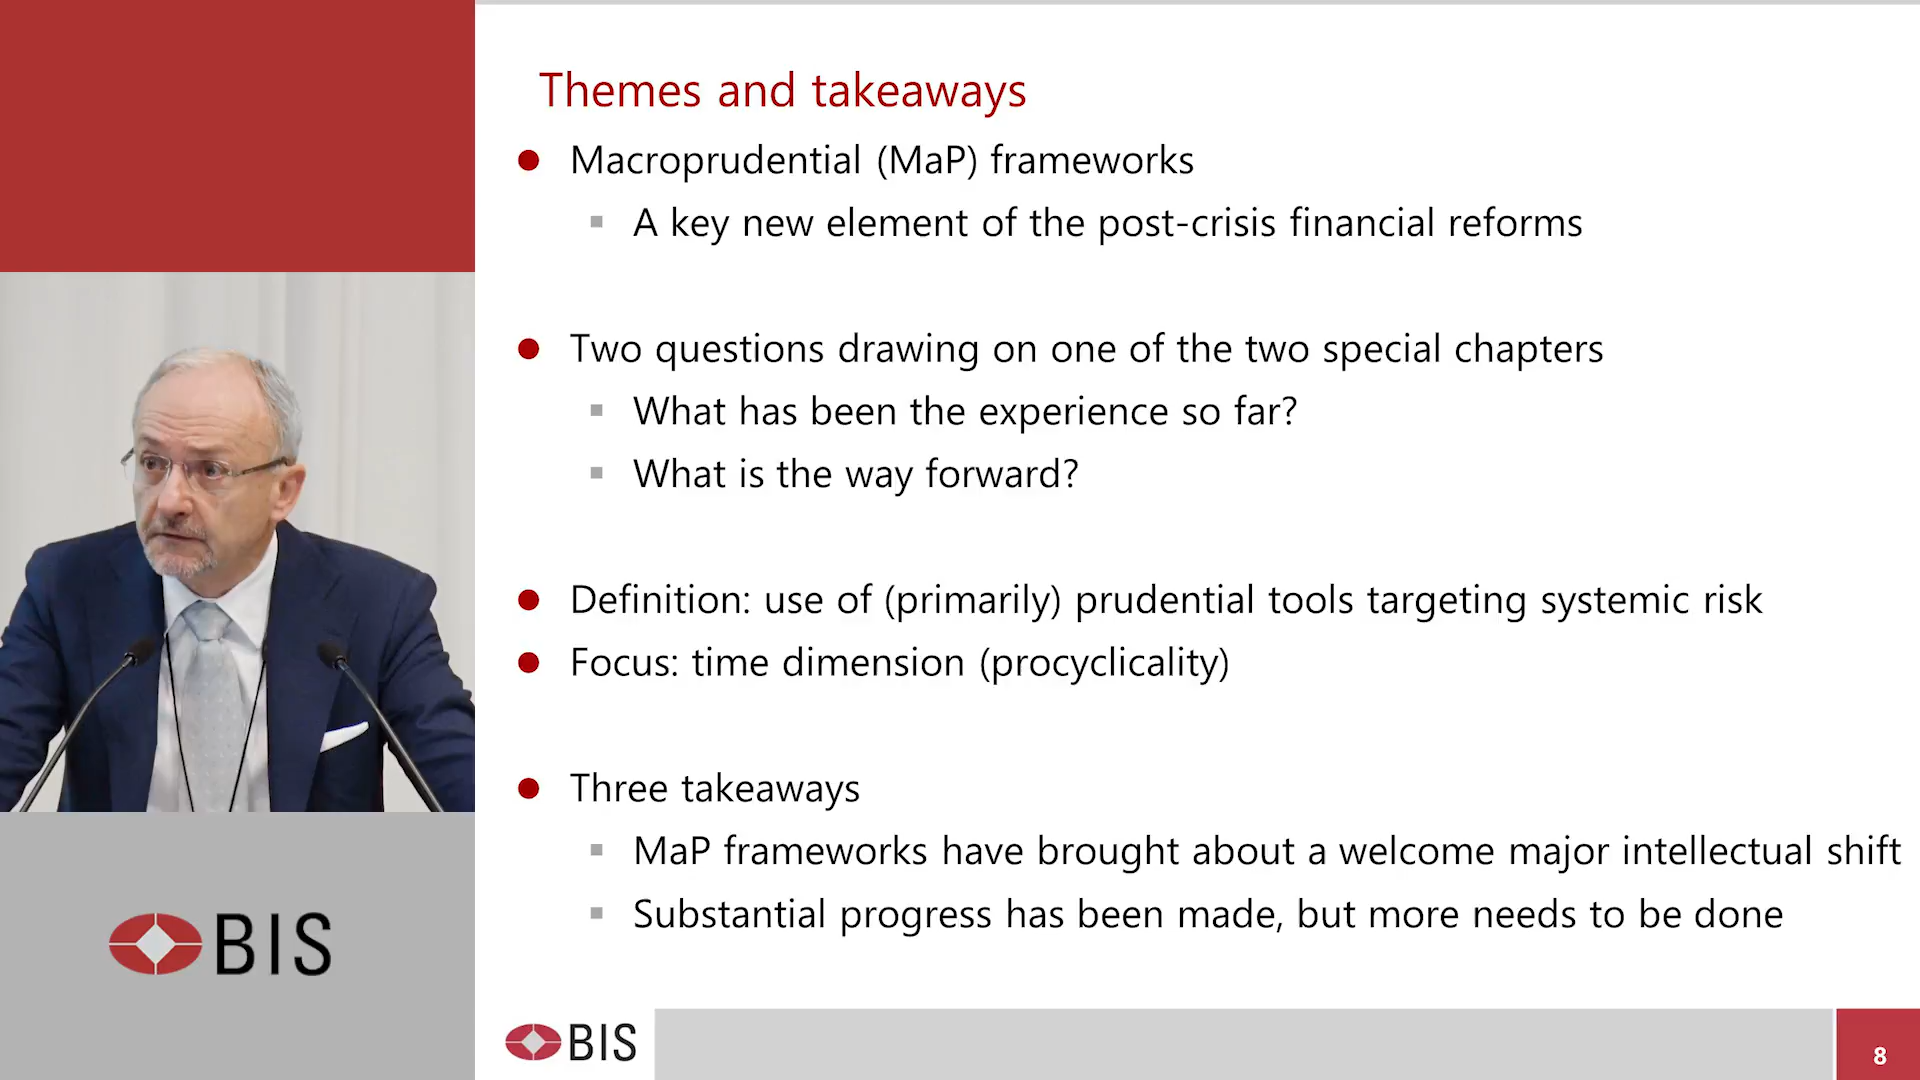 Themes and takeaways
Macroprudential (MaP) frameworks
A key new element of the post-crisis financial reforms
Two questions drawing on one of the two special chapters
What has been the experience so far?
What is the way forward?
Definition: use of (primarily) prudential tools targeting systemic risk
Focus: time dimension (procyclicality)
Three takeaways
MaP frameworks have brought about a welcome major intellectual shift
Substantial progress has been made, but more needs to be done
BIS
BIS
8